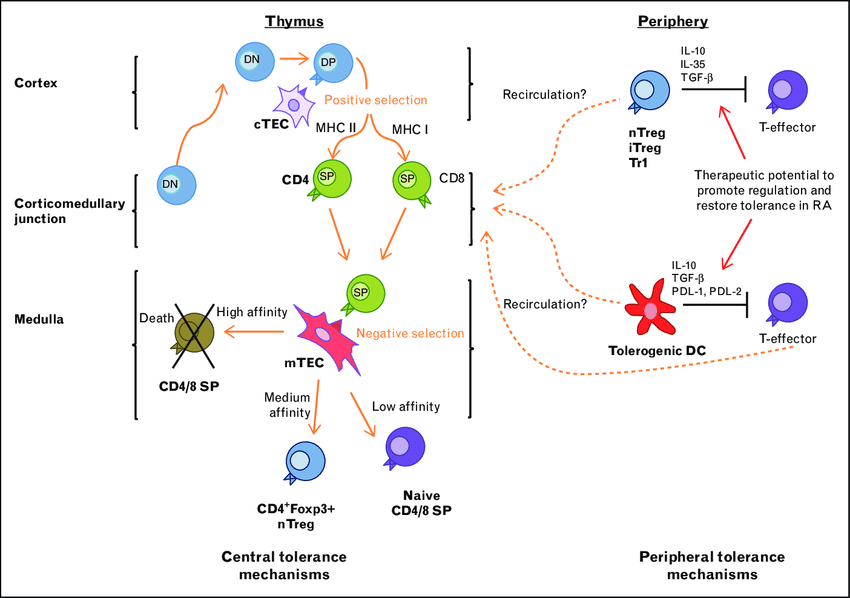 Thymus
Periphery
Cortex
DN
DP
Positive selection
cTEC
MHC II
MHC I
Recirculation?
IL-10
IL-35
TGF-β
nTreg
iTreg
Tr1
T-effector
Corticomedullary
junction
DN
CD4
SP
SP
CD8
Therapeutic potential to
promote regulation and
restore tolerance in RA
Medulla
SP
Death
High affinity
Negative selection
mTEC
CD4/8 SP
Recirculation?
IL-10
TGF-β
PDL-1, PDL-2
Tolerogenic DC
T-effector
Medium
affinity
Low affinity
CD4+Foxp3+
nTreg
Naive
CD4/8 SP
Central tolerance
mechanisms
Peripheral tolerance
mechanisms